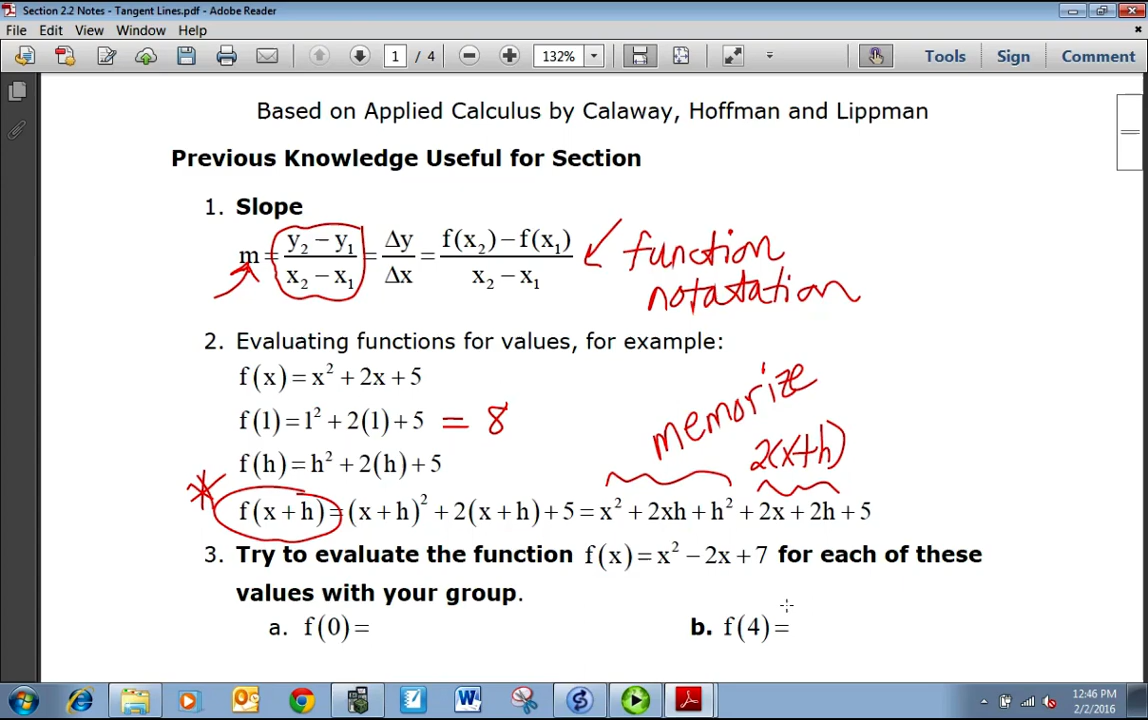 Section 2.2 Notes - Tangent Lines.pdf - Adobe Reader
File Edit View Window Help
1 / 4 132% Tools Sign Comment
Based on Applied Calculus by Calaway, Hoffman and Lippman
Previous Knowledge Useful for Section
1. Slope
m = (y₂ − y₁)/(x₂ − x₁) = Δy/Δx = (f(x₂) − f(x₁))/(x₂ − x₁)
function
notatation
2. Evaluating functions for values, for example:
f(x) = x² + 2x + 5
memorize
f(1) = 1² + 2(1) + 5 = 8
2(x+h)
f(h) = h² + 2(h) + 5
* f(x + h) = (x + h)² + 2(x + h) + 5 = x² + 2xh + h² + 2x + 2h + 5
3. Try to evaluate the function f(x) = x² − 2x + 7 for each of these
values with your group.
a. f(0) = b. f(4) =
12:46 PM
2/2/2016